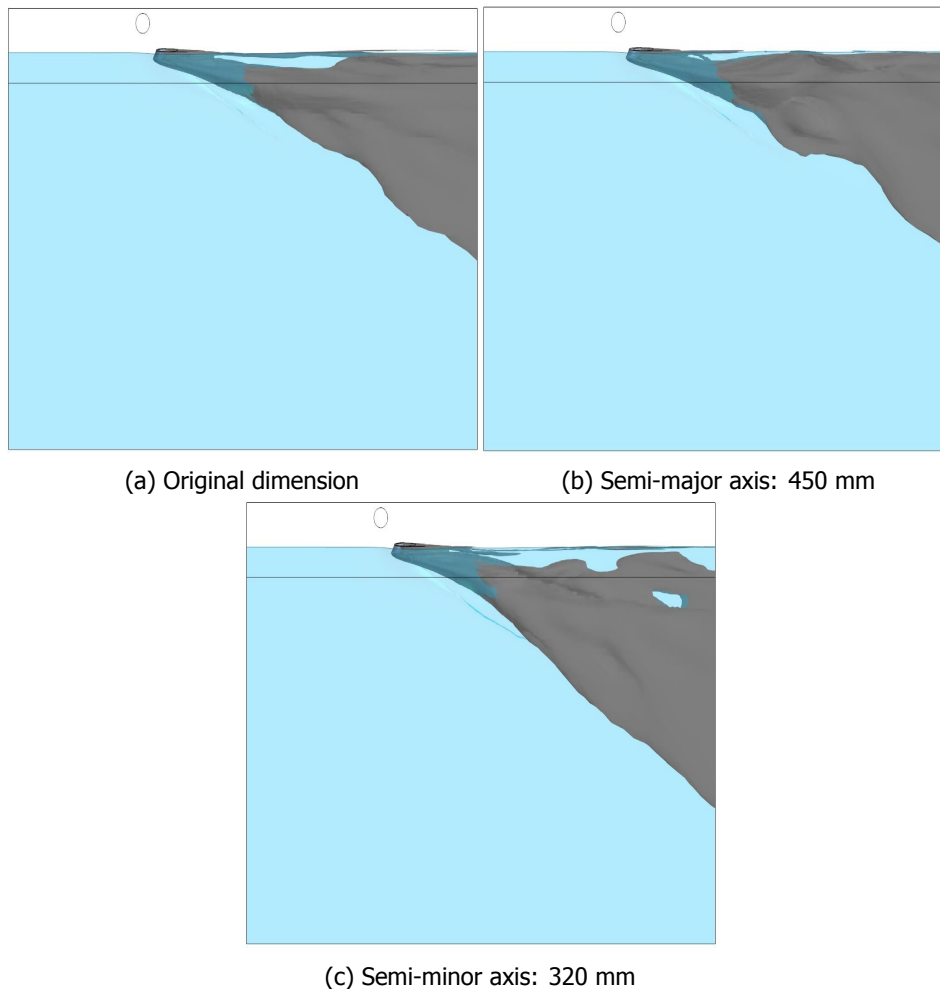 (a) Original dimension
(b) Semi-major axis: 450 mm
(c) Semi-minor axis: 320 mm